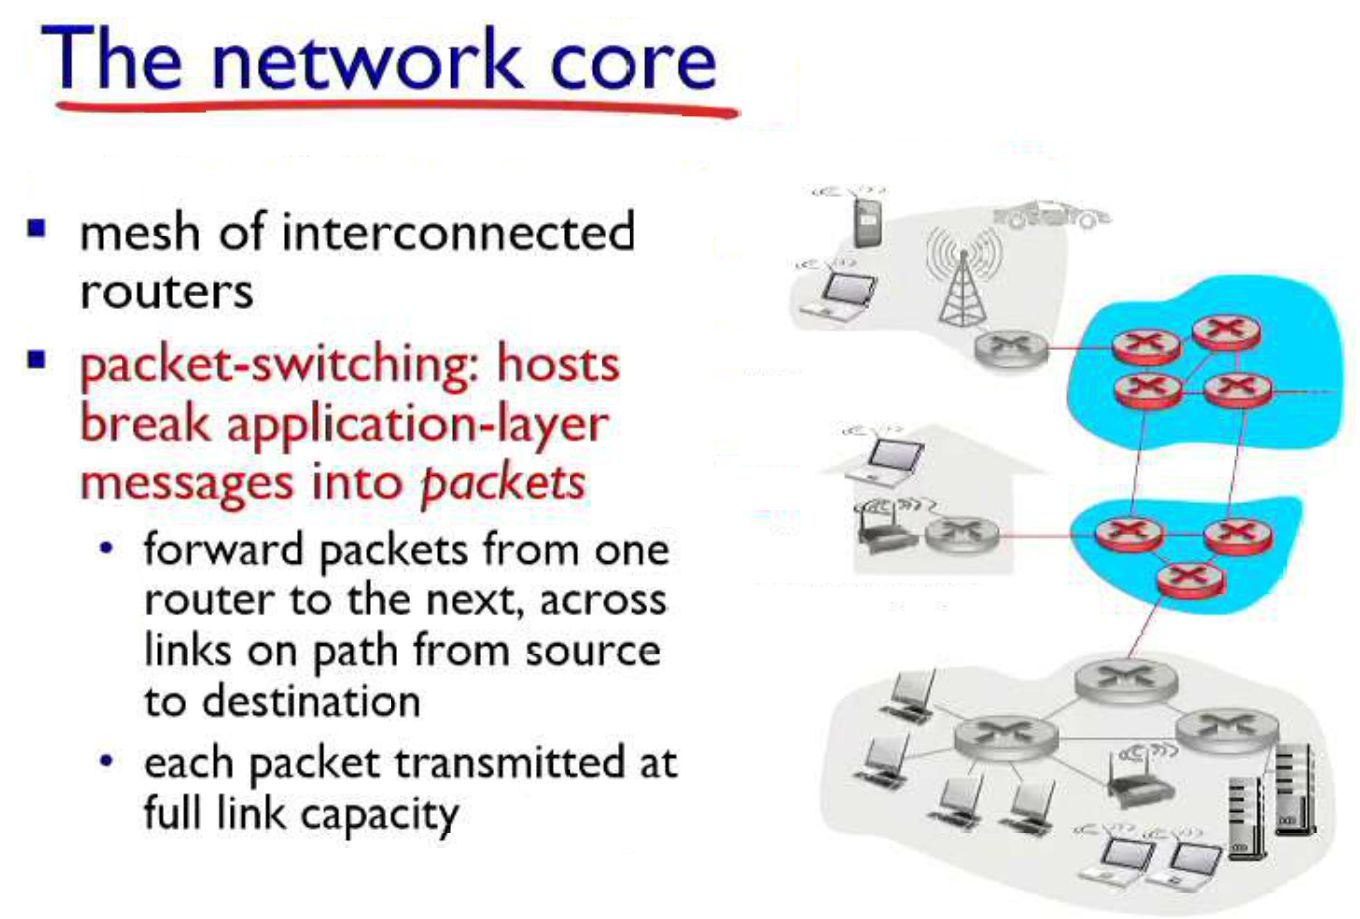 The network core
▪ mesh of interconnected
routers
▪ packet-switching: hosts
break application-layer
messages into packets
• forward packets from one
router to the next, across
links on path from source
to destination
• each packet transmitted at
full link capacity